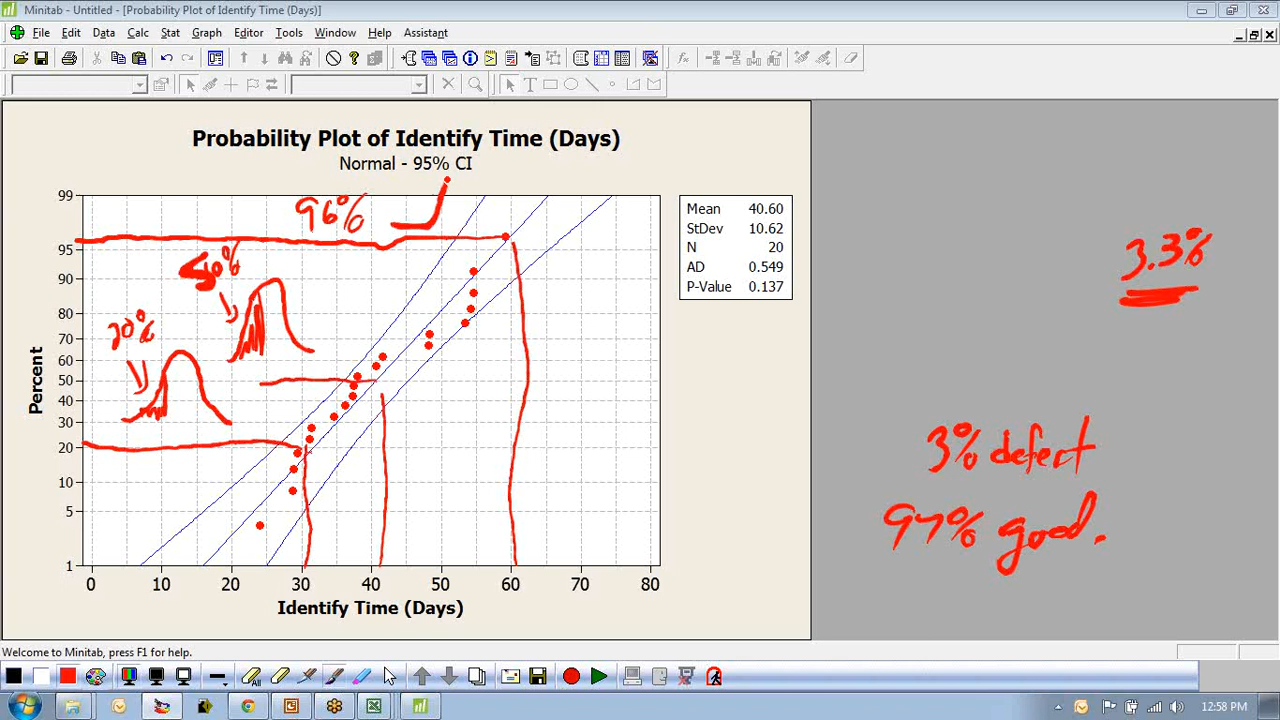 Minitab - Untitled - [Probability Plot of Identify Time (Days)]
File Edit Data Calc Stat Graph Editor Tools Window Help Assistant
Probability Plot of Identify Time (Days)
Normal - 95% CI
99
95
90
80
70
60
50
40
30
20
10
5
1
Percent
0 10 20 30 40 50 60 70 80
Identify Time (Days)
Mean 40.60
StDev 10.62
N 20
AD 0.549
P-Value 0.137
96%
50%
20%
3.3%
3% defect
97% good.
Welcome to Minitab, press F1 for help.
All
12:58 PM